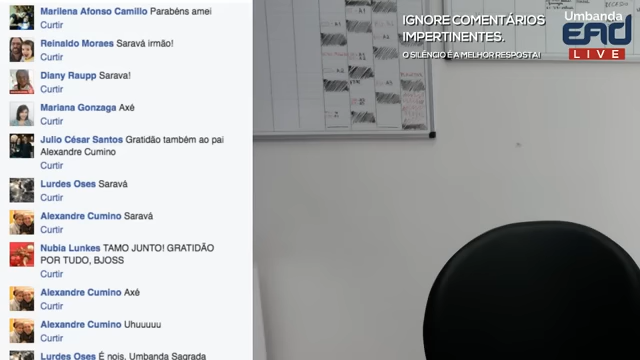 Marilena Afonso Camillo Parabéns amei
Curtir
Reinaldo Moraes Saravá irmão!
Curtir
Diany Raupp Sarava!
Curtir
Mariana Gonzaga Axé
Curtir
Julio César Santos Gratidão também ao pai
Alexandre Cumino
Curtir
Lurdes Oses Saravá
Curtir
Alexandre Cumino Saravá
Curtir
Nubia Lunkes TAMO JUNTO! GRATIDÃO
POR TUDO, BJOSS
Curtir
Alexandre Cumino Axé
Curtir
Alexandre Cumino Uhuuuuu
Curtir
Lurdes Oses É nois. Umbanda Sagrada
IGNORE COMENTÁRIOS
IMPERTINENTES.
O SILÊNCIO É A MELHOR RESPOSTA!
Umbanda
EAD
LIVE